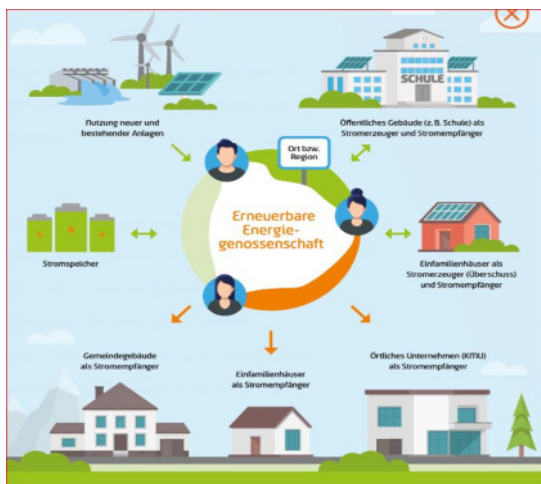 SCHULE
Nutzung neuer und
bestehender Anlagen
Öffentliches Gebäude (z. B. Schule) als
Stromerzeuger und Stromempfänger
Ort bzw.
Region
Erneuerbare
Energie-
genossenschaft
Stromspeicher
Einfamilienhäuser als
Stromerzeuger (Überschuss)
und Stromempfänger
Gemeindegebäude
als Stromempfänger
Einfamilienhäuser
als Stromempfänger
Örtliches Unternehmen (KMU)
als Stromempfänger